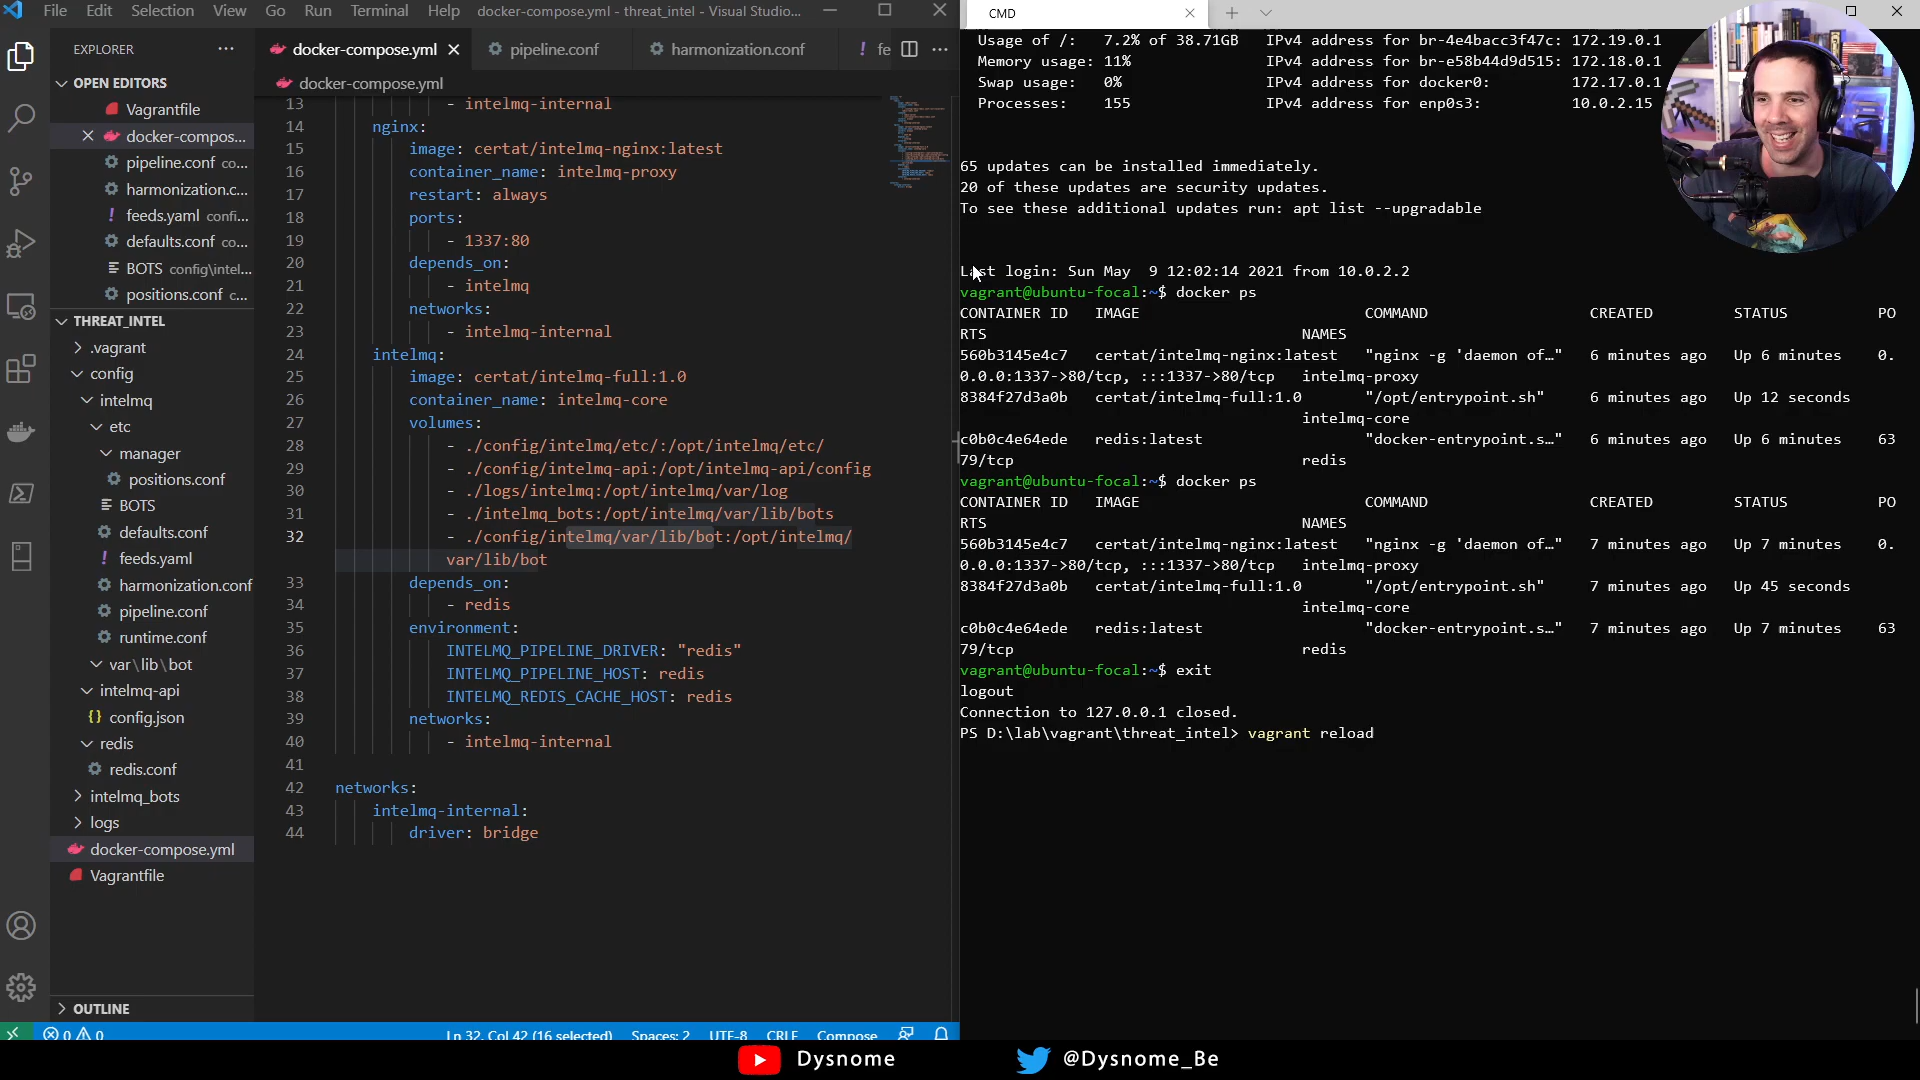 File Edit Selection View Go Run Terminal Help docker-compose.yml - threat_intel - Visual Studio...
EXPLORER
OPEN EDITORS
Vagrantfile
docker-compos...
pipeline.conf co...
harmonization.c...
! feeds.yaml confi...
defaults.conf co...
BOTS config\intel...
positions.conf c...
THREAT_INTEL
.vagrant
config
intelmq
etc
manager
positions.conf
BOTS
defaults.conf
! feeds.yaml
harmonization.conf
pipeline.conf
runtime.conf
var\lib\bot
intelmq-api
{} config.json
redis
redis.conf
intelmq_bots
logs
docker-compose.yml
Vagrantfile
OUTLINE
docker-compose.yml pipeline.conf harmonization.conf ! fe
docker-compose.yml
13 - intelmq-internal
14 nginx:
15 image: certat/intelmq-nginx:latest
16 container_name: intelmq-proxy
17 restart: always
18 ports:
19 - 1337:80
20 depends_on:
21 - intelmq
22 networks:
23 - intelmq-internal
24 intelmq:
25 image: certat/intelmq-full:1.0
26 container_name: intelmq-core
27 volumes:
28 - ./config/intelmq/etc/:/opt/intelmq/etc/
29 - ./config/intelmq-api:/opt/intelmq-api/config
30 - ./logs/intelmq:/opt/intelmq/var/log
31 - ./intelmq_bots:/opt/intelmq/var/lib/bots
32 - ./config/intelmq/var/lib/bot:/opt/intelmq/
var/lib/bot
33 depends_on:
34 - redis
35 environment:
36 INTELMQ_PIPELINE_DRIVER: "redis"
37 INTELMQ_PIPELINE_HOST: redis
38 INTELMQ_REDIS_CACHE_HOST: redis
39 networks:
40 - intelmq-internal
41
42 networks:
43 intelmq-internal:
44 driver: bridge
0 0 Ln 32, Col 42 (16 selected) Spaces: 2 UTF-8 CRLF Compose
CMD
Usage of /: 7.2% of 38.71GB IPv4 address for br-4e4bacc3f47c: 172.19.0.1
Memory usage: 11% IPv4 address for br-e58b44d9d515: 172.18.0.1
Swap usage: 0% IPv4 address for docker0: 172.17.0.1
Processes: 155 IPv4 address for enp0s3: 10.0.2.15
65 updates can be installed immediately.
20 of these updates are security updates.
To see these additional updates run: apt list --upgradable
Last login: Sun May 9 12:02:14 2021 from 10.0.2.2
vagrant@ubuntu-focal:~$ docker ps
CONTAINER ID IMAGE COMMAND CREATED STATUS PO
RTS NAMES
560b3145e4c7 certat/intelmq-nginx:latest "nginx -g 'daemon of…" 6 minutes ago Up 6 minutes 0.
0.0.0:1337->80/tcp, :::1337->80/tcp intelmq-proxy
8384f27d3a0b certat/intelmq-full:1.0 "/opt/entrypoint.sh" 6 minutes ago Up 12 seconds
intelmq-core
c0b0c4e64ede redis:latest "docker-entrypoint.s…" 6 minutes ago Up 6 minutes 63
79/tcp redis
vagrant@ubuntu-focal:~$ docker ps
CONTAINER ID IMAGE COMMAND CREATED STATUS PO
RTS NAMES
560b3145e4c7 certat/intelmq-nginx:latest "nginx -g 'daemon of…" 7 minutes ago Up 7 minutes 0.
0.0.0:1337->80/tcp, :::1337->80/tcp intelmq-proxy
8384f27d3a0b certat/intelmq-full:1.0 "/opt/entrypoint.sh" 7 minutes ago Up 45 seconds
intelmq-core
c0b0c4e64ede redis:latest "docker-entrypoint.s…" 7 minutes ago Up 7 minutes 63
79/tcp redis
vagrant@ubuntu-focal:~$ exit
logout
Connection to 127.0.0.1 closed.
PS D:\lab\vagrant\threat_intel> vagrant reload
Dysnome @Dysnome_Be